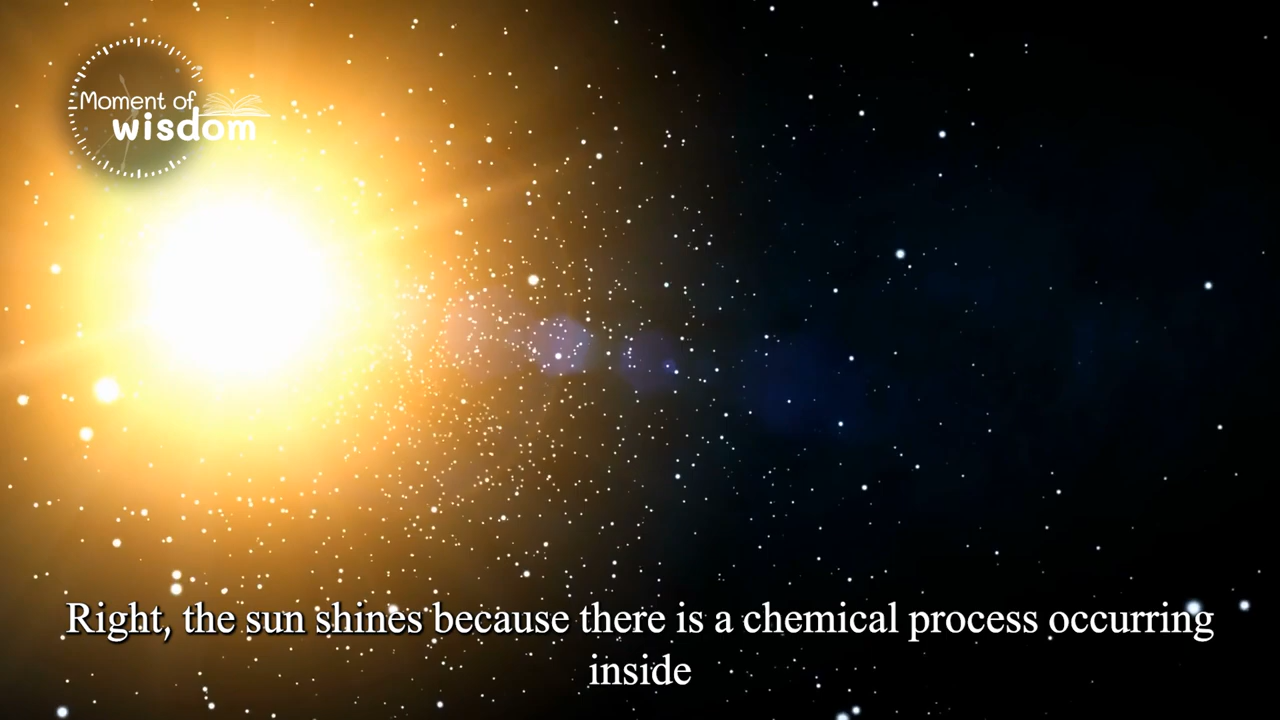 Moment of
wisdom
Right, the sun shines because there is a chemical process occurring
inside